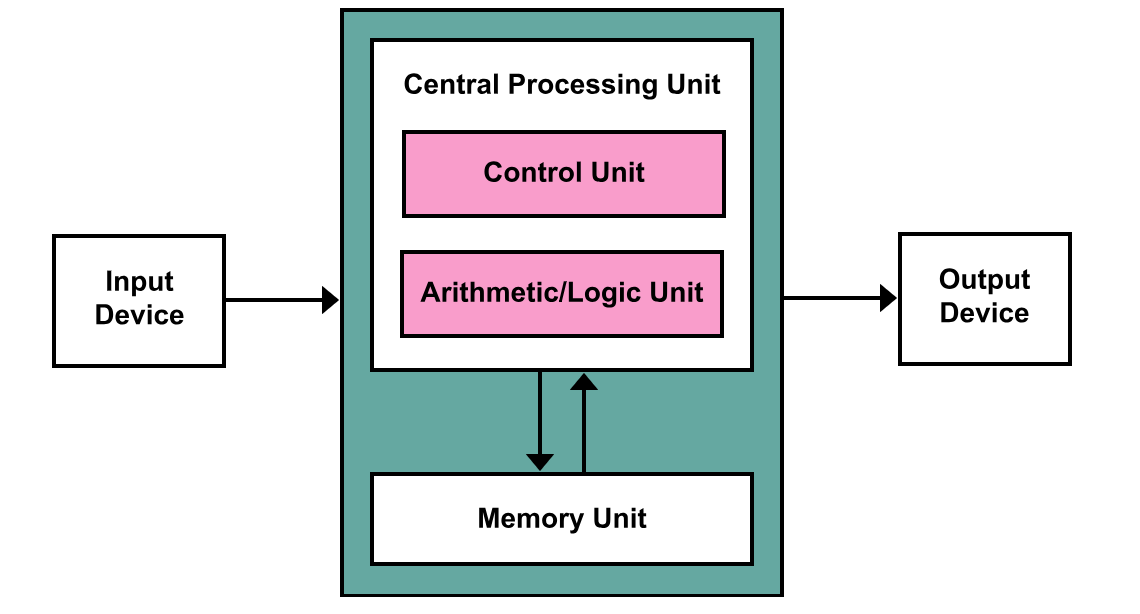 Central Processing Unit
Control Unit
Arithmetic/Logic Unit
Input
Device
Output
Device
Memory Unit